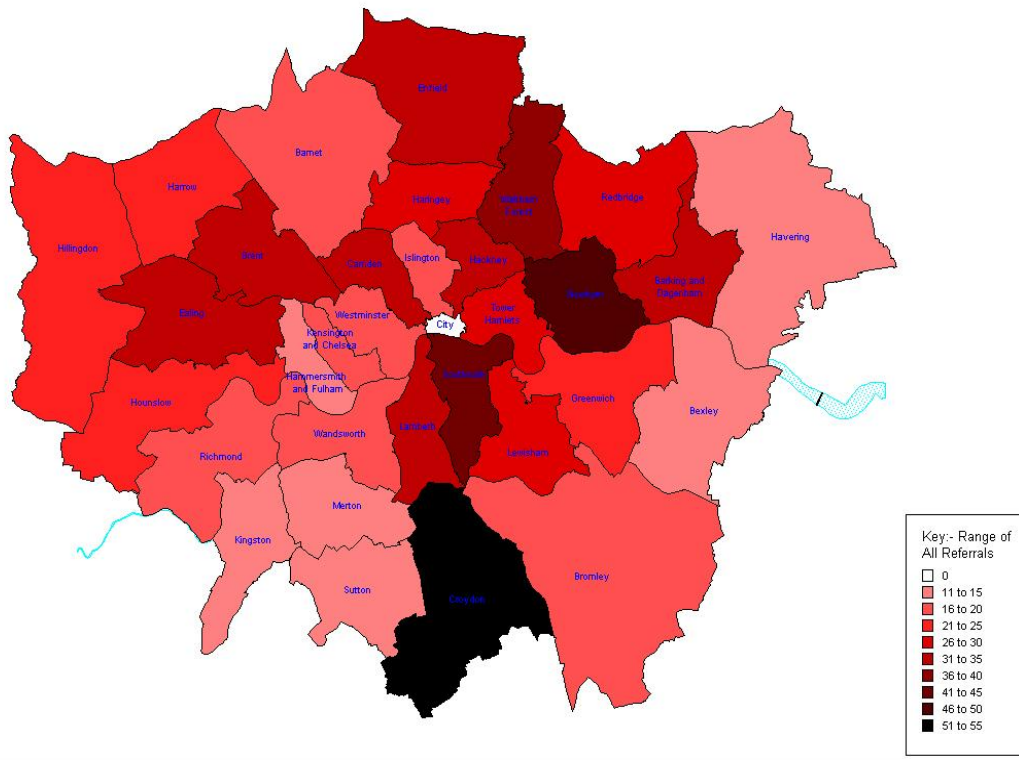 Enfield
Barnet
Harrow
Haringey
Waltham
Forest
Redbridge
Havering
Hillingdon
Brent
Camden
Islington
Hackney
Newham
Barking and
Dagenham
Ealing
Westminster
City
Tower
Hamlets
Kensington
and Chelsea
Hammersmith
and Fulham
Southwark
Hounslow
Greenwich
Bexley
Richmond
Wandsworth
Lambeth
Lewisham
Merton
Kingston
Sutton
Croydon
Bromley
Key:- Range of
All Referrals
0
11 to 15
16 to 20
21 to 25
26 to 30
31 to 35
36 to 40
41 to 45
46 to 50
51 to 55